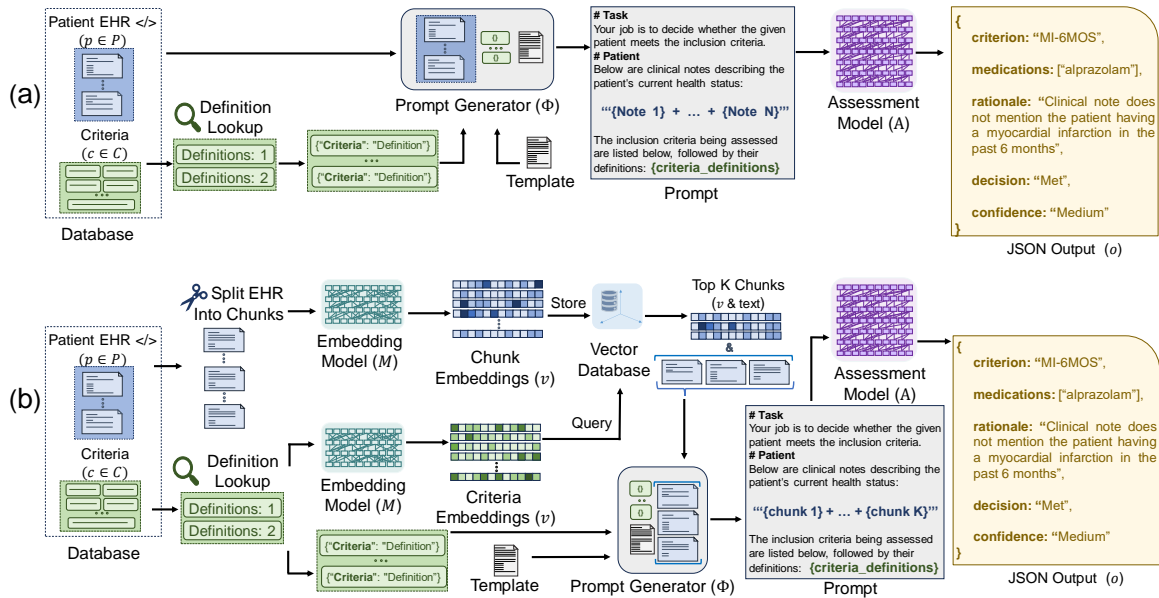 (a)
Patient EHR </>
(p ∈ P)
Criteria
(c ∈ C)
Database
Definition
Lookup
Definitions: 1
Definitions: 2
{"Criteria": "Definition"}
{"Criteria": "Definition"}
{}
{}
Prompt Generator (Φ)
Template
# Task
Your job is to decide whether the given
patient meets the inclusion criteria.
# Patient
Below are clinical notes describing the
patient's current health status:
"""{Note 1} + … + {Note N}"""
The inclusion criteria being assessed
are listed below, followed by their
definitions: {criteria_definitions}
Prompt
Assessment
Model (A)
{
criterion: "MI-6MOS",
medications: ["alprazolam"],
rationale: "Clinical note does
not mention the patient having
a myocardial infarction in the
past 6 months",
decision: "Met",
confidence: "Medium"
}
JSON Output (o)
(b)
Patient EHR </>
(p ∈ P)
Criteria
(c ∈ C)
Database
Split EHR
Into Chunks
Embedding
Model (M)
Chunk
Embeddings (v)
Store
Vector
Database
Top K Chunks
(v & text)
&
Definition
Lookup
Definitions: 1
Definitions: 2
Embedding
Model (M)
Criteria
Embeddings (v)
Query
{"Criteria": "Definition"}
{"Criteria": "Definition"}
Template
{}
{}
Prompt Generator (Φ)
# Task
Your job is to decide whether the given
patient meets the inclusion criteria.
# Patient
Below are clinical notes describing the
patient's current health status:
"""{chunk 1} + … + {chunk K}"""
The inclusion criteria being assessed
are listed below, followed by their
definitions: {criteria_definitions}
Prompt
Assessment
Model (A)
{
criterion: "MI-6MOS",
medications: ["alprazolam"],
rationale: "Clinical note does
not mention the patient having
a myocardial infarction in the
past 6 months",
decision: "Met",
confidence: "Medium"
}
JSON Output (o)